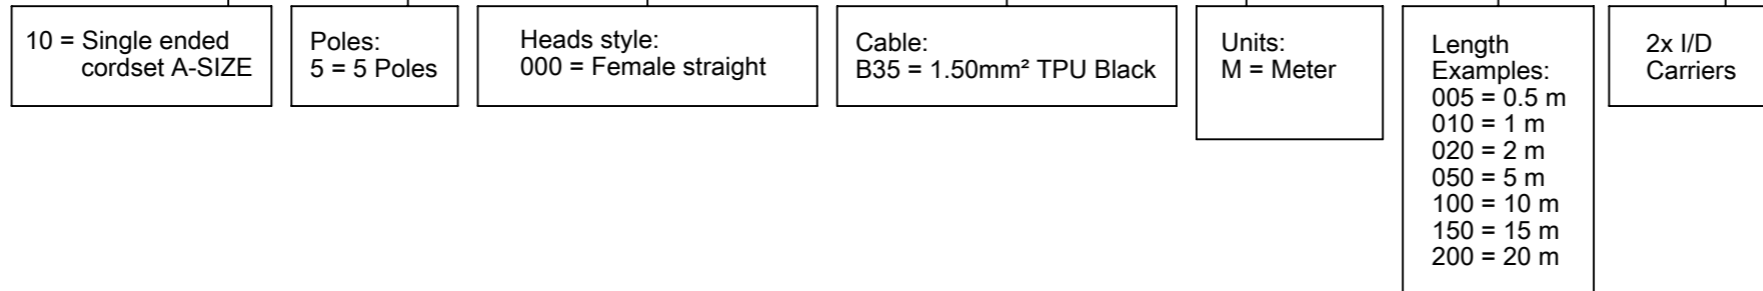 10 = Single ended
cordset A-SIZE
Poles:
5 = 5 Poles
Heads style:
000 = Female straight
Cable:
B35 = 1.50mm² TPU Black
Units:
M = Meter
Length
Examples:
005 = 0.5 m
010 = 1 m
020 = 2 m
050 = 5 m
100 = 10 m
150 = 15 m
200 = 20 m
2x I/D
Carriers